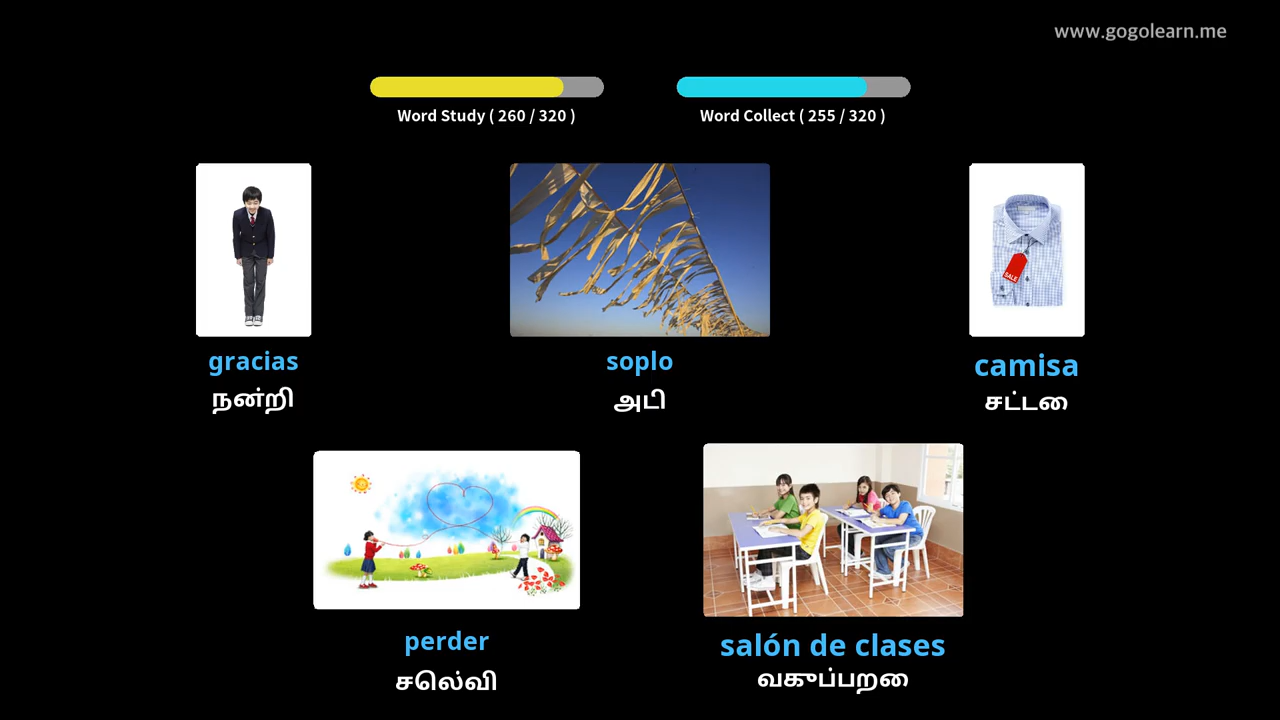 www.gogolearn.me
Word Study ( 260 / 320 )
Word Collect ( 255 / 320 )
gracias
நன்றி
soplo
அடி
camisa
சட்டை
perder
செல்வி
salón de clases
வகுப்பறை